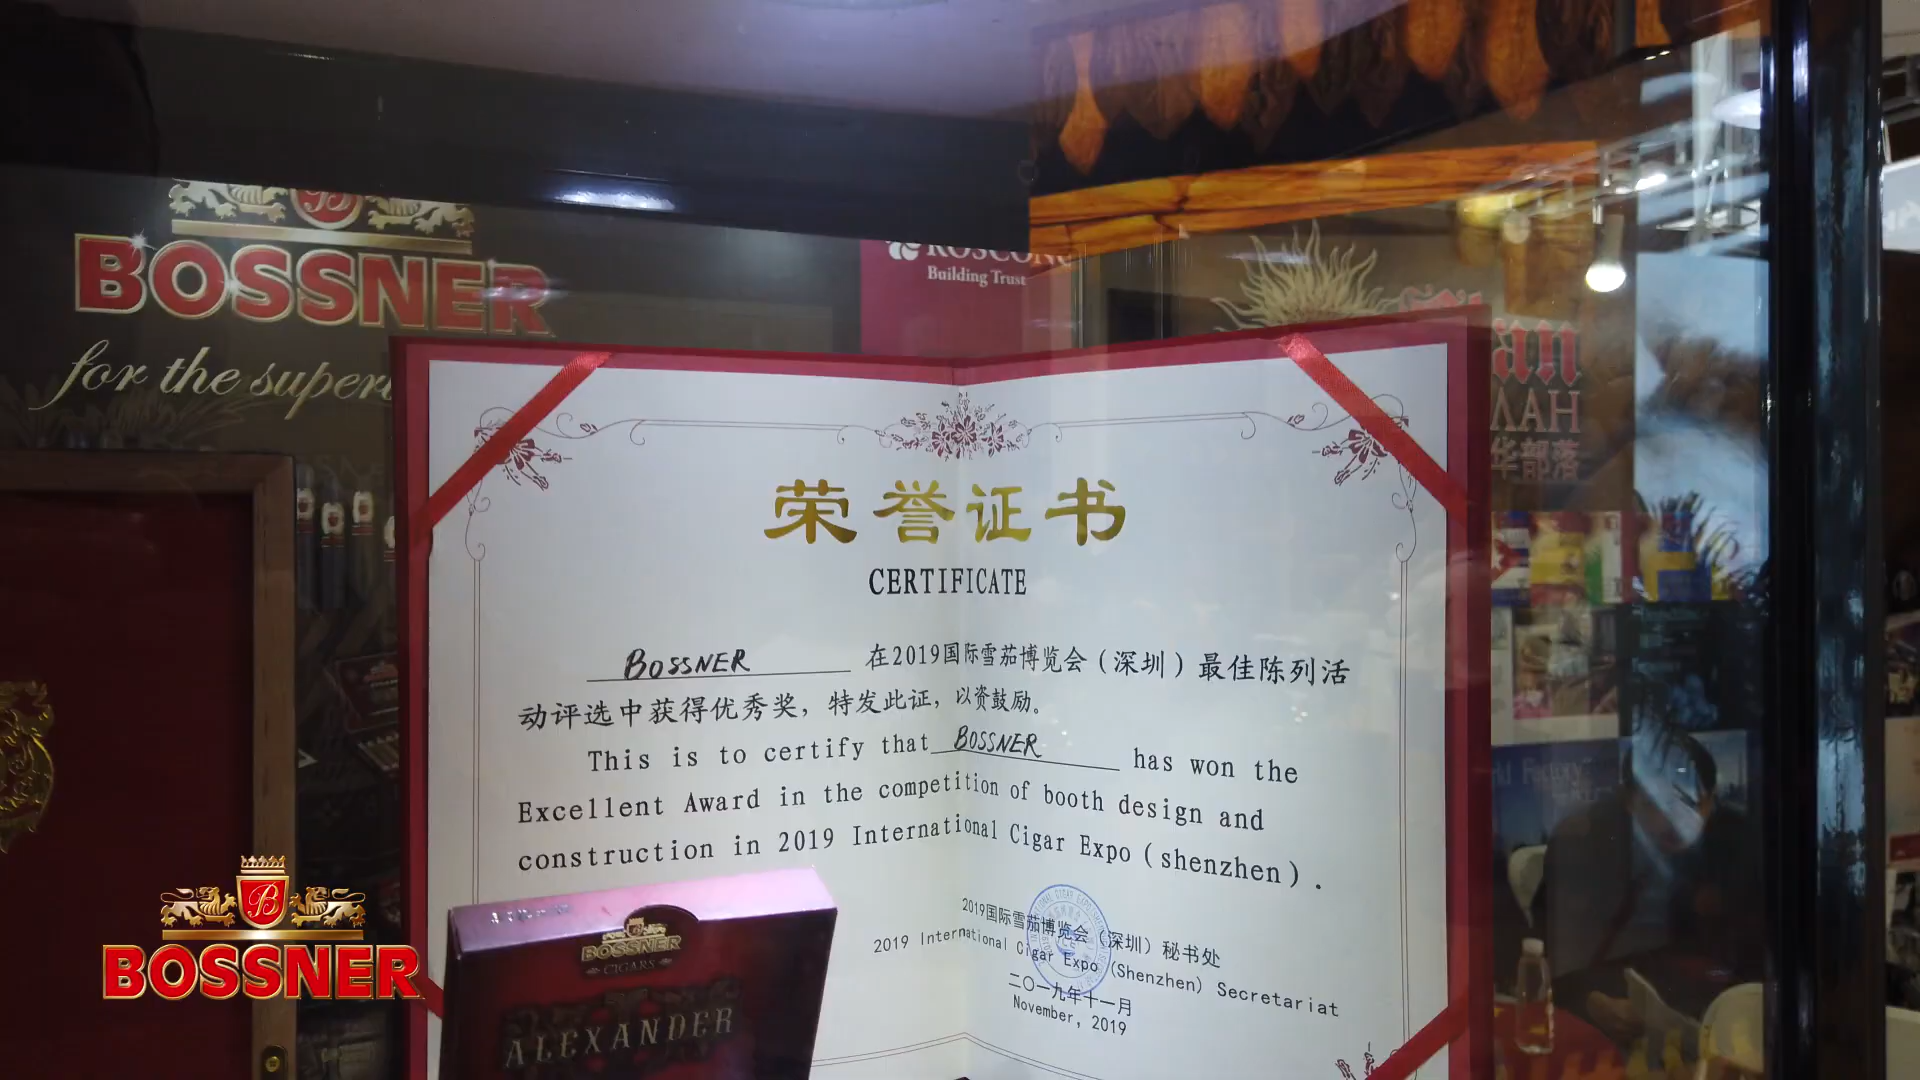 B
BOSSNER
for the superi
Building Trust
ЛАН
华部落
荣誉证书
CERTIFICATE
BOSSNER 在2019国际雪茄博览会(深圳)最佳陈列活
动评选中获得优秀奖,特发此证,以资鼓励。
This is to certify that BOSSNER has won the
Excellent Award in the competition of booth design and
construction in 2019 International Cigar Expo (shenzhen).
2019国际雪茄博览会(深圳)秘书处
2019 International Cigar Expo (Shenzhen) Secretariat
二〇一九年十一月
November, 2019
BOSSNER
CIGARS
ALEXANDER
B
BOSSNER